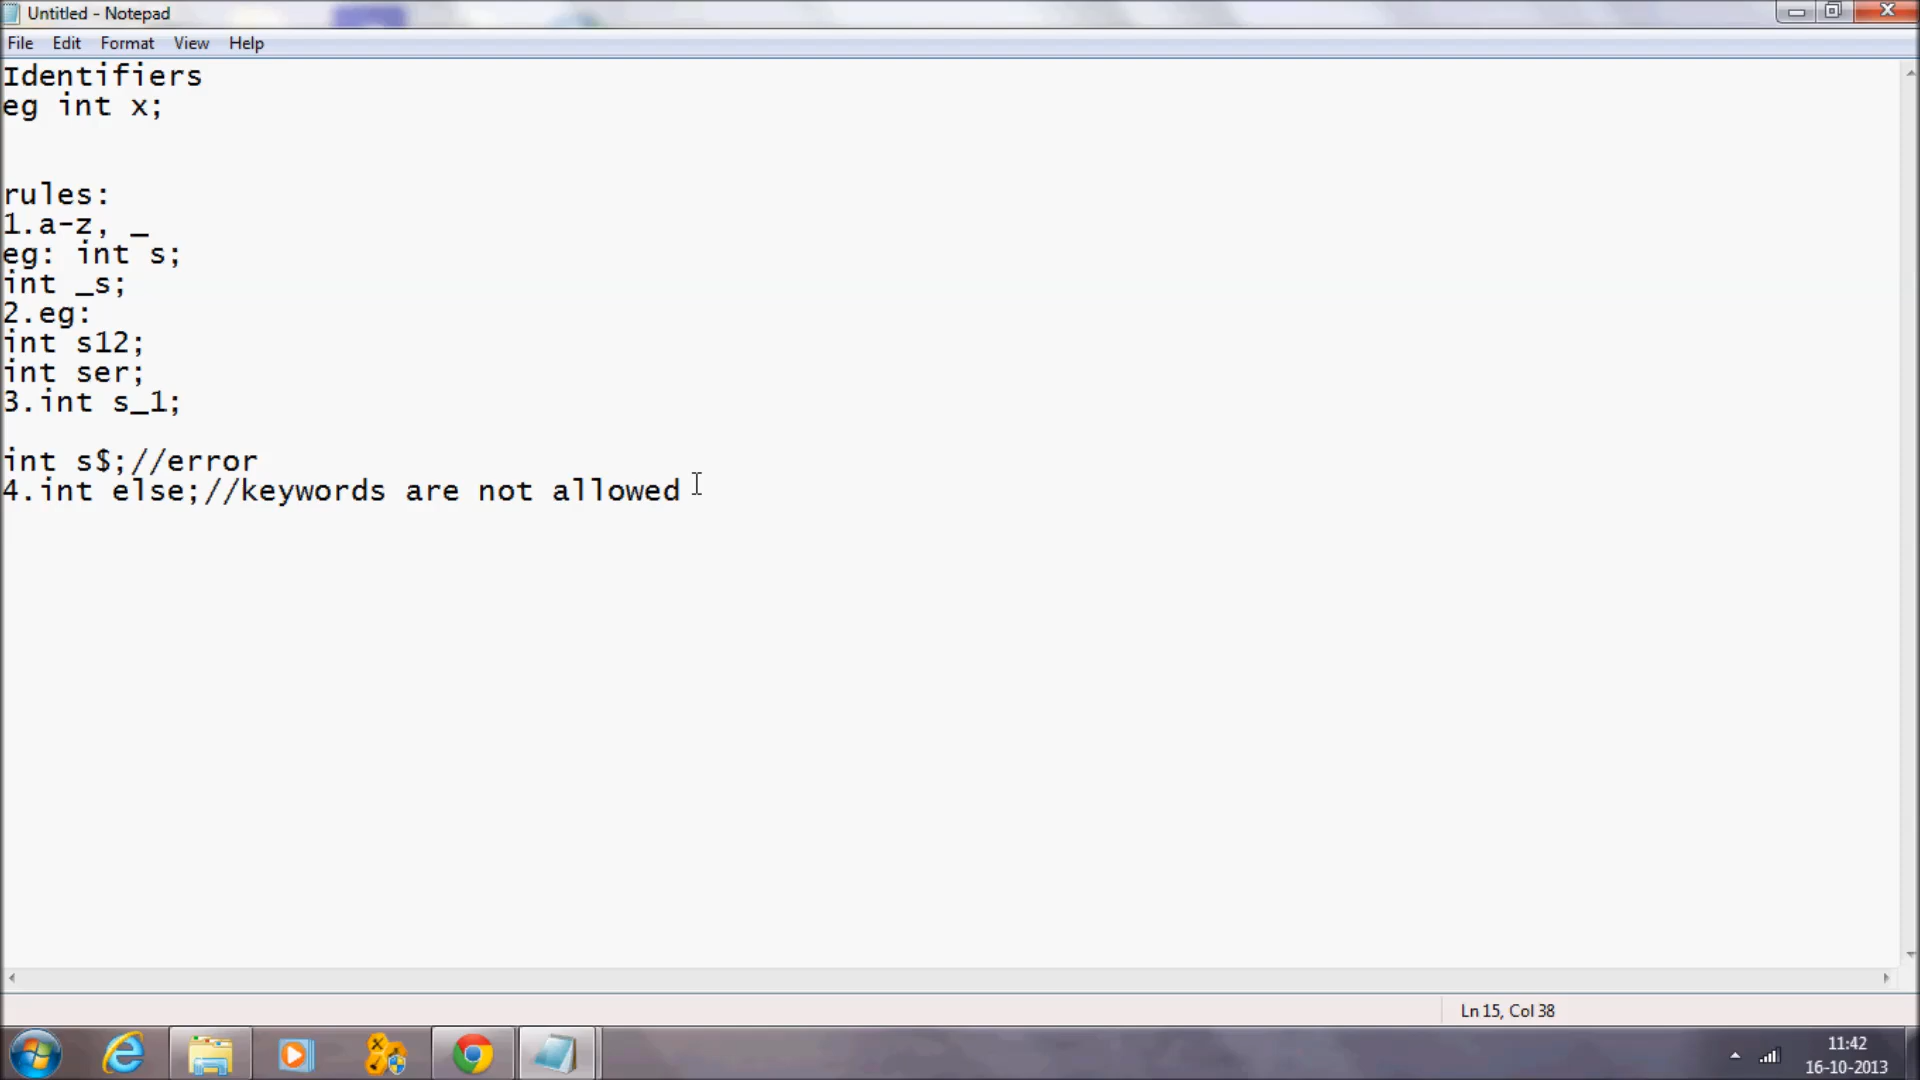 Untitled - Notepad
File Edit Format View Help
Identifiers
eg int x;
rules:
1.a-z, _
eg: int s;
int _s;
2.eg:
int s12;
int ser;
3.int s_1;
int s$;//error
4.int else;//keywords are not allowed
Ln 15, Col 38
11:42
16-10-2013